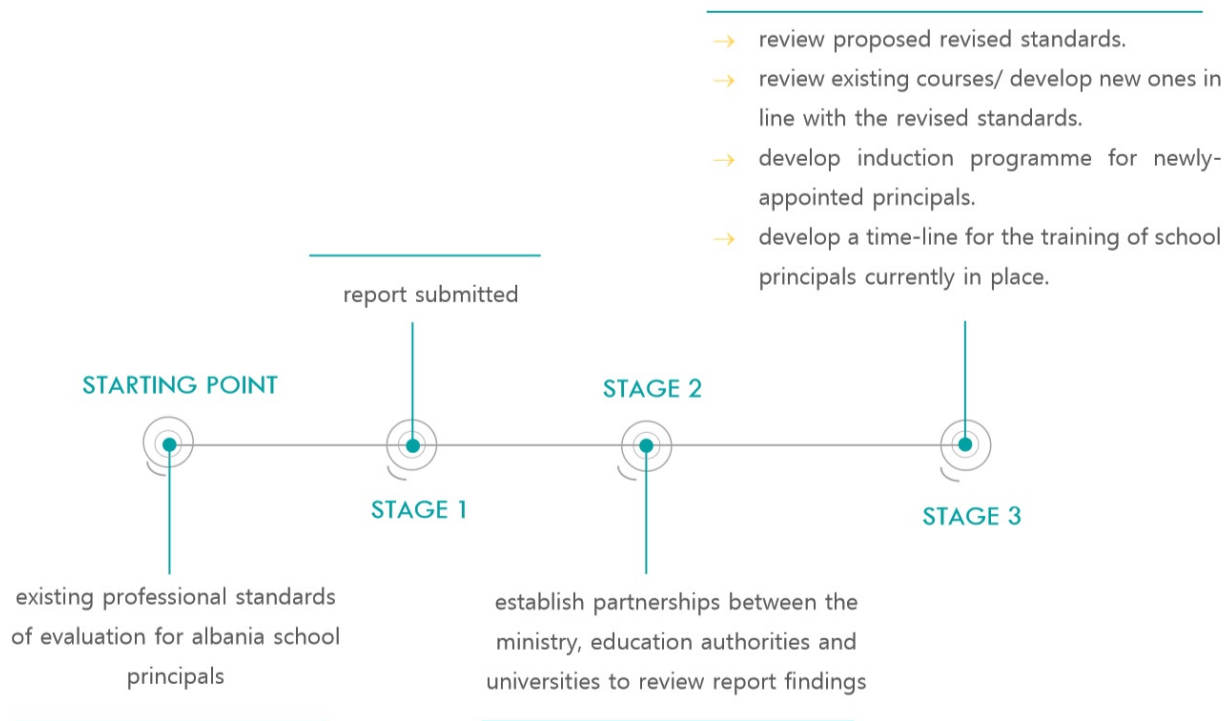 → review proposed revised standards.
→ review existing courses/ develop new ones in
line with the revised standards.
→ develop induction programme for newly-
appointed principals.
→ develop a time-line for the training of school
principals currently in place.
report submitted
STARTING POINT
STAGE 2
STAGE 1
STAGE 3
existing professional standards
of evaluation for albania school
principals
establish partnerships between the
ministry, education authorities and
universities to review report findings